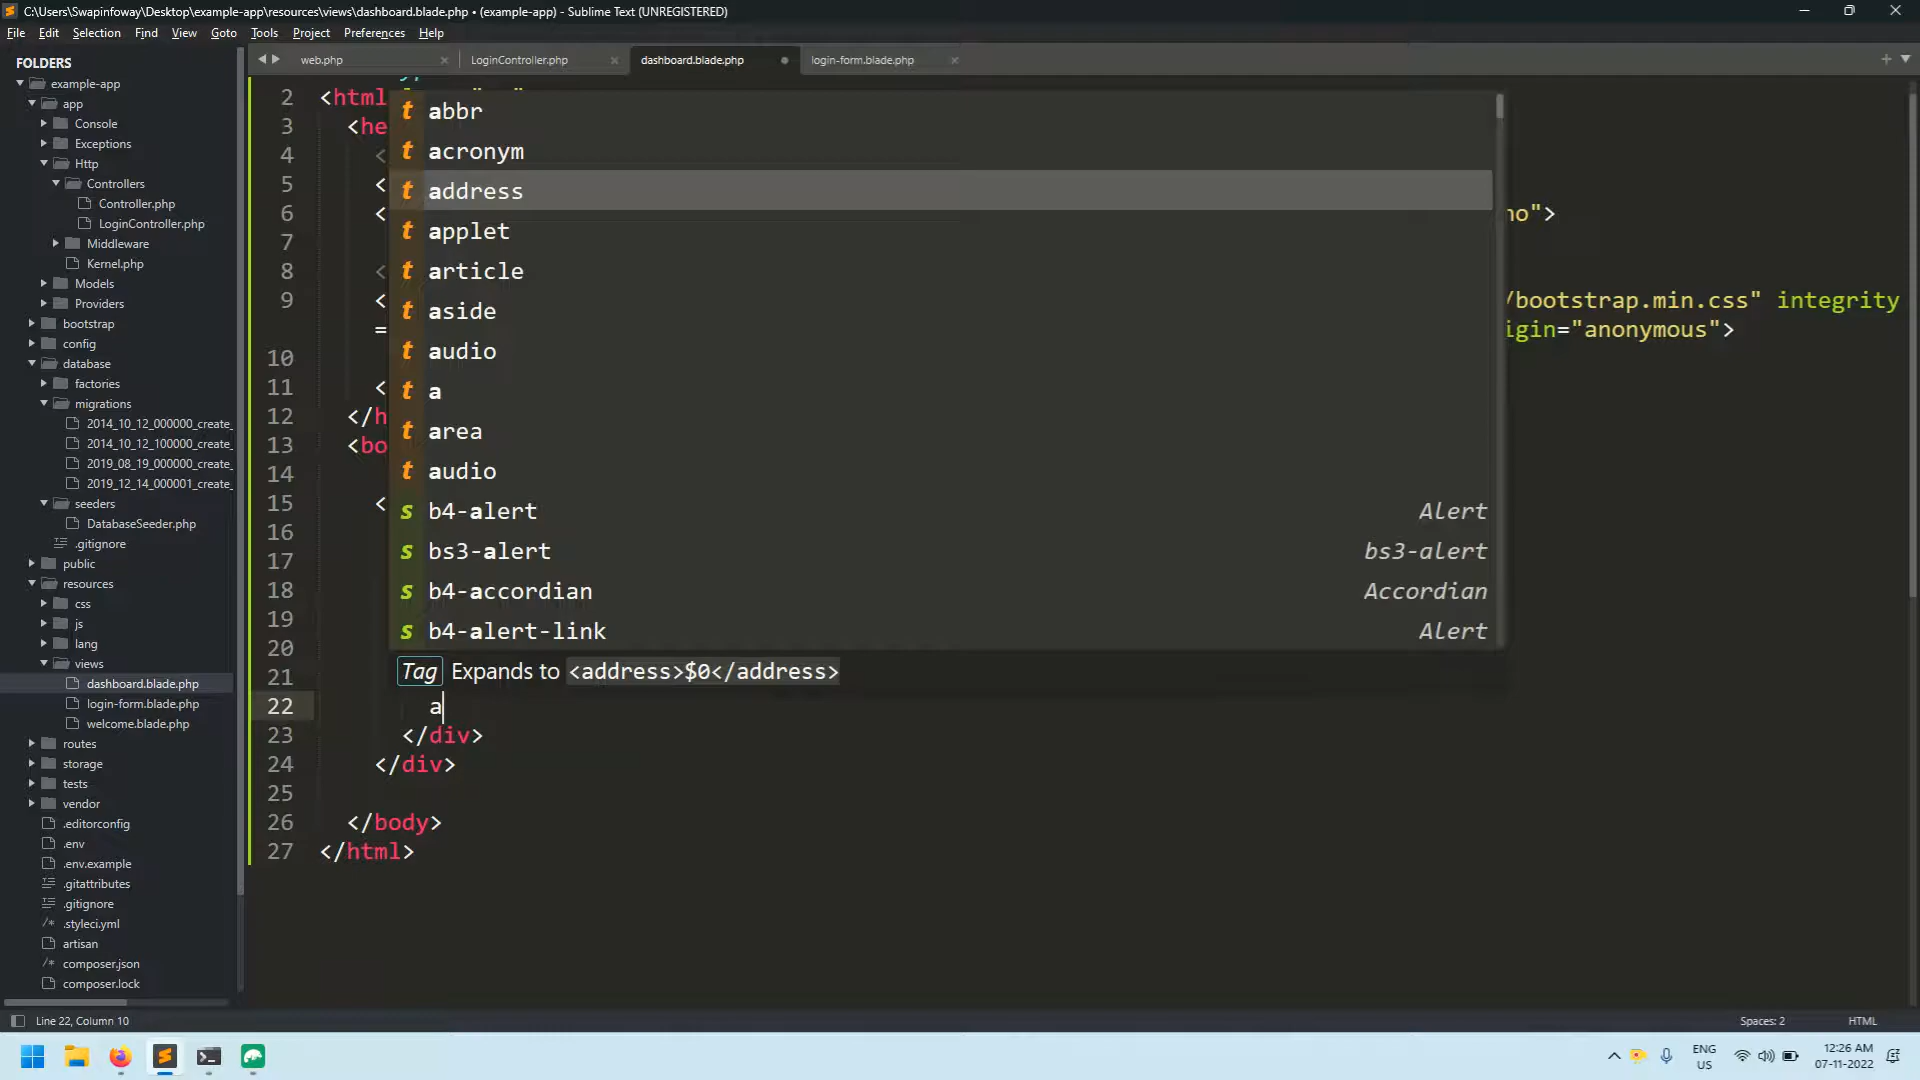 C:\Users\Swapinfoway\Desktop\example-app\resources\views\dashboard.blade.php • (example-app) - Sublime Text (UNREGISTERED)
File Edit Selection Find View Goto Tools Project Preferences Help
FOLDERS
example-app
app
Console
Exceptions
Http
Controllers
Controller.php
LoginController.php
Middleware
Kernel.php
Models
Providers
bootstrap
config
database
factories
migrations
2014_10_12_000000_create_
2014_10_12_100000_create_
2019_08_19_000000_create_
2019_12_14_000001_create_
seeders
DatabaseSeeder.php
.gitignore
public
resources
css
js
lang
views
dashboard.blade.php
login-form.blade.php
welcome.blade.php
routes
storage
tests
vendor
.editorconfig
.env
.env.example
.gitattributes
.gitignore
.styleci.yml
artisan
composer.json
composer.lock
web.php LoginController.php dashboard.blade.php login-form.blade.php
2 <html
3 <he
4 <
5 <
6 < no">
7
8 <
9 < /bootstrap.min.css" integrity
= igin="anonymous">
10
11 <
12 </h
13 <bo
14
15 <
16
17
18
19
20
21
22 a
23 </div>
24 </div>
25
26 </body>
27 </html>
t abbr
t acronym
t address
t applet
t article
t aside
t audio
t a
t area
t audio
s b4-alert Alert
s bs3-alert bs3-alert
s b4-accordian Accordian
s b4-alert-link Alert
Tag Expands to <address>$0</address>
Line 22, Column 10 Spaces: 2 HTML
ENG
US
12:26 AM
07-11-2022